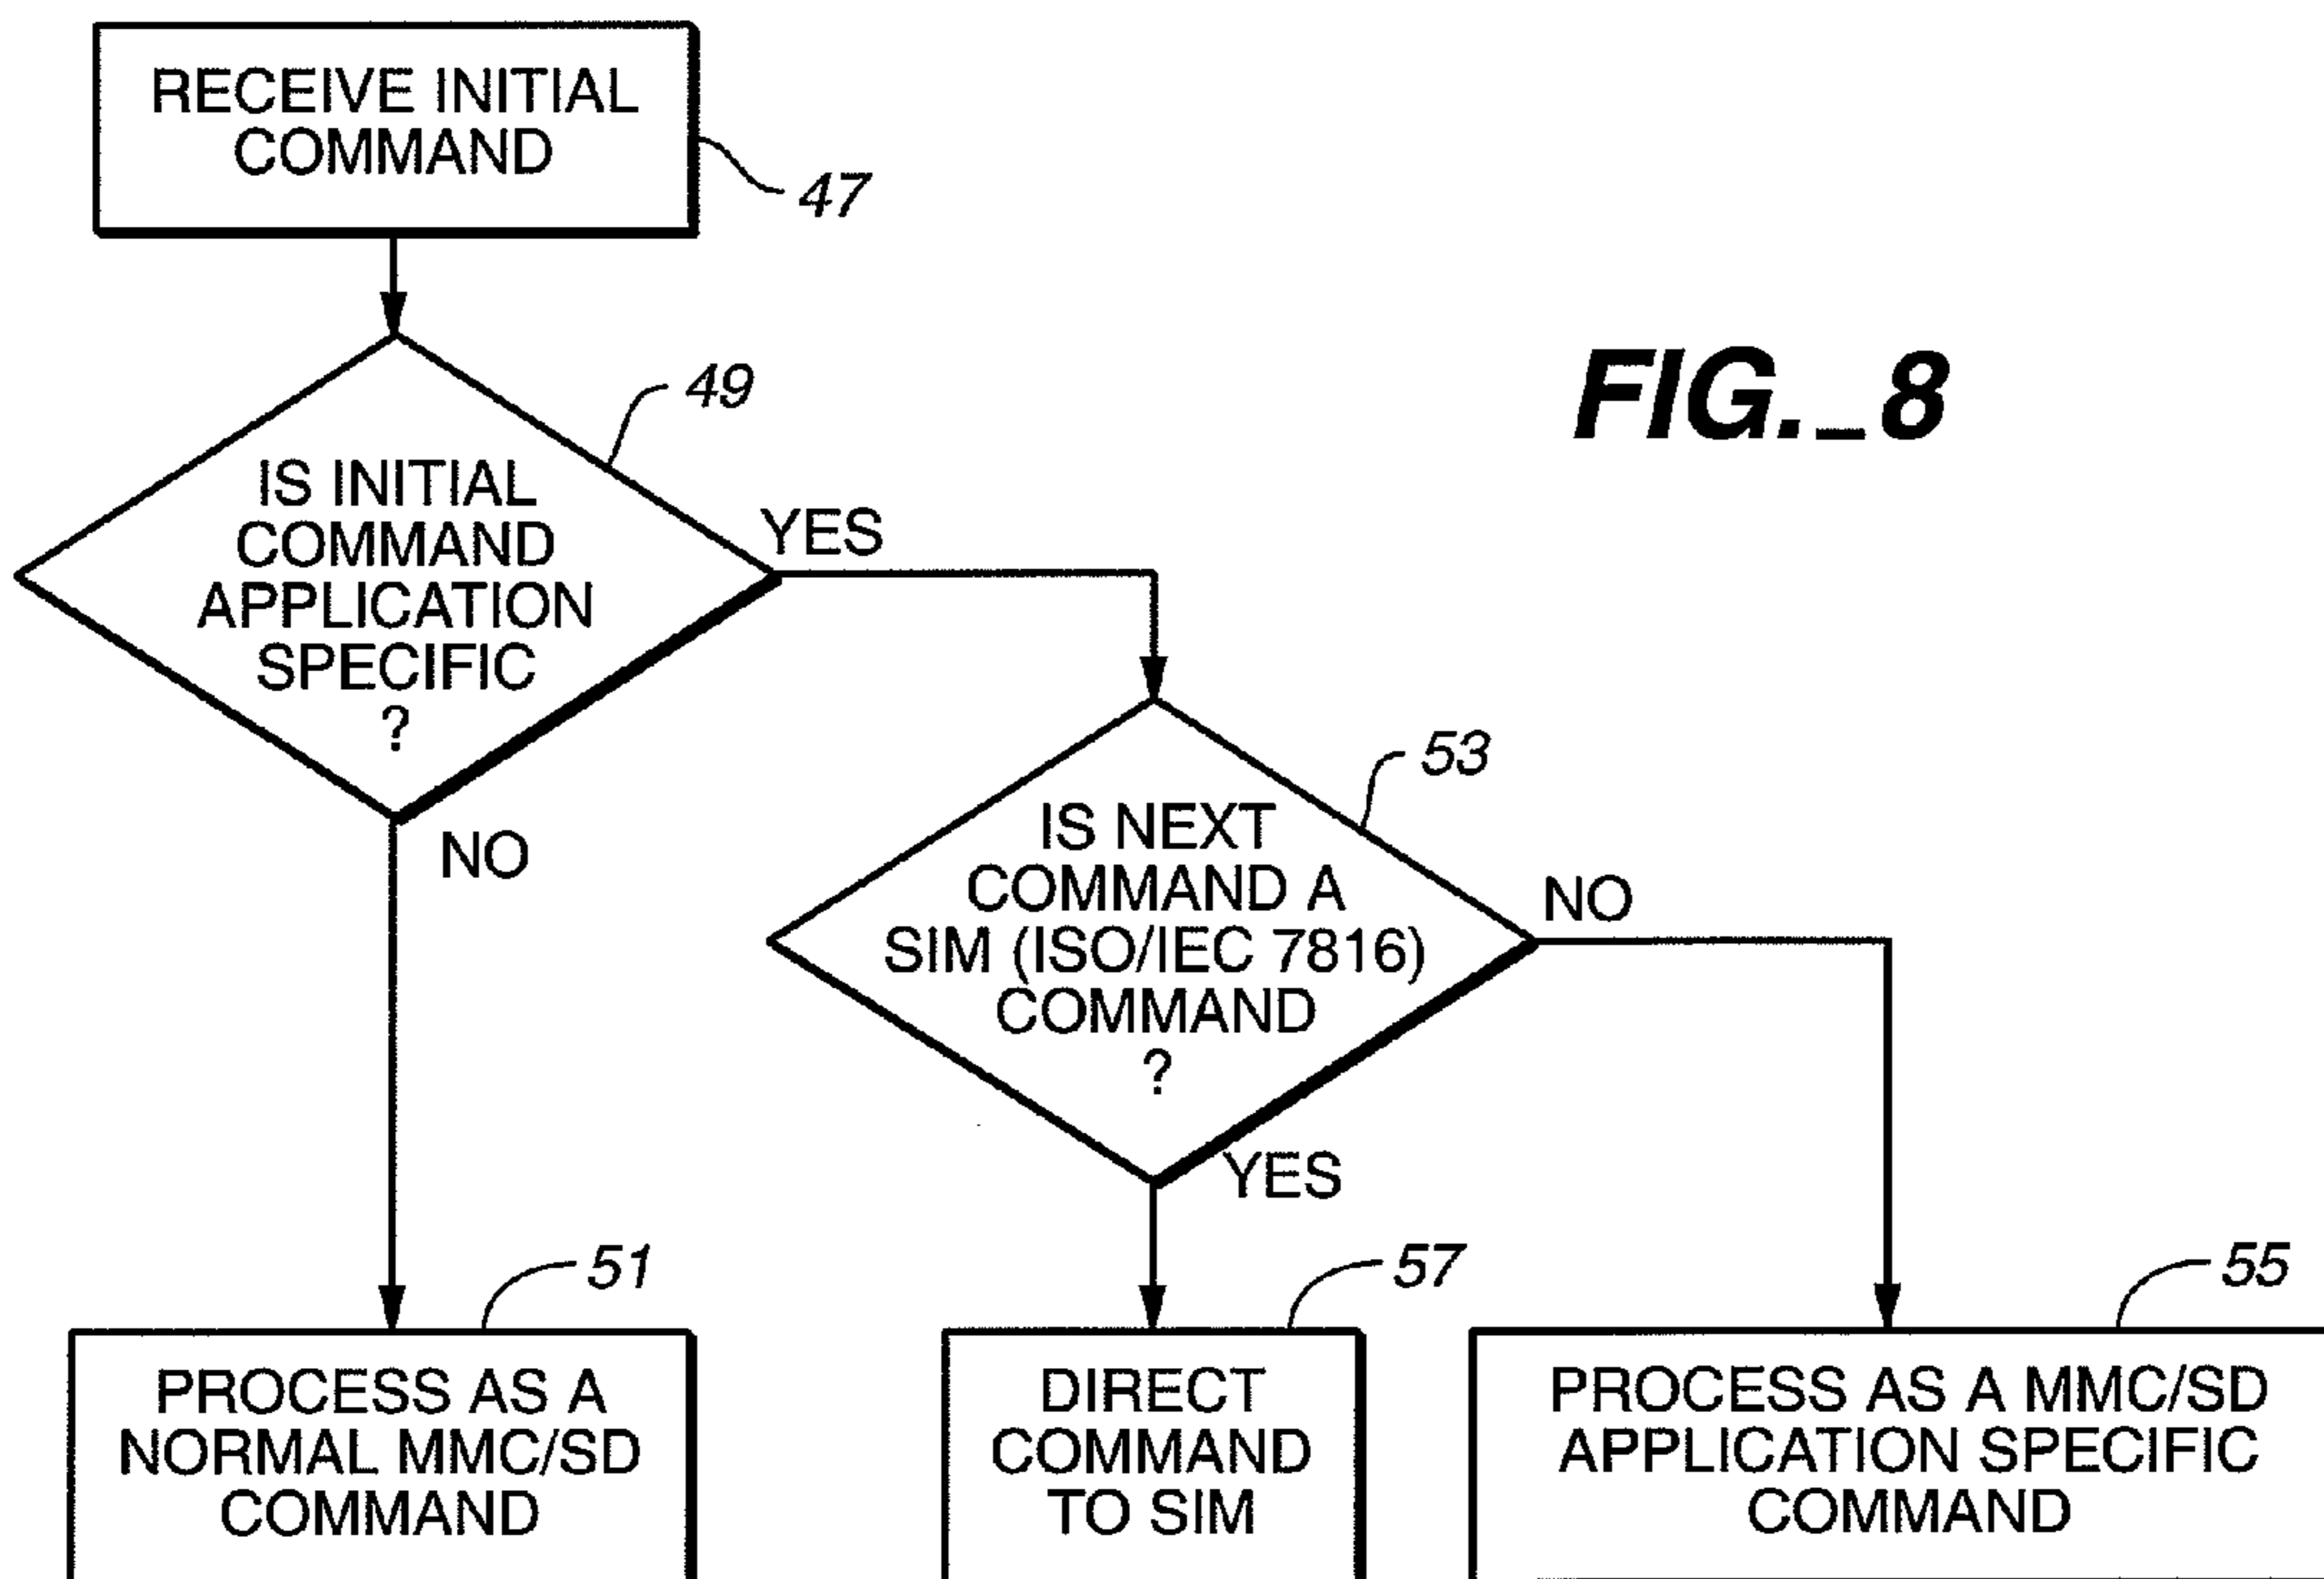 RECEIVE INITIAL
COMMAND
47
FIG._8
49
IS INITIAL
COMMAND
APPLICATION
SPECIFIC
?
YES
NO
53
IS NEXT
COMMAND A
SIM (ISO/IEC 7816)
COMMAND
?
NO
YES
51
PROCESS AS A
NORMAL MMC/SD
COMMAND
57
DIRECT
COMMAND
TO SIM
55
PROCESS AS A MMC/SD
APPLICATION SPECIFIC
COMMAND